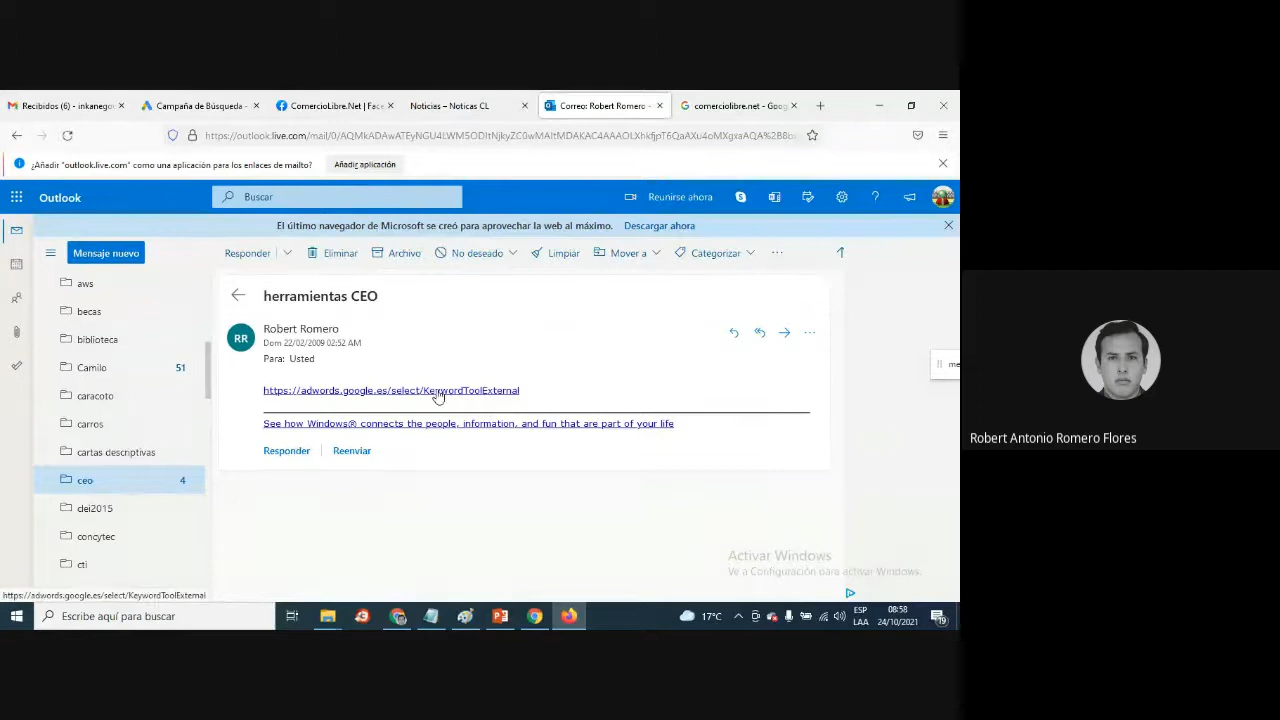 Recibidos (6) - inkanego
Campaña de Búsqueda -
ComercioLibre.Net | Face
Noticias – Noticas CL
Correo: Robert Romero -
comerciolibre.net - Goog
¿Añadir "outlook.live.com" como una aplicación para los enlaces de mailto?
Añadir aplicación
Outlook
Buscar
Reunirse ahora
El último navegador de Microsoft se creó para aprovechar la web al máximo. Descargar ahora
Mensaje nuevo
Responder
Eliminar
Archivo
No deseado
Limpiar
Mover a
Categorizar
aws
becas
biblioteca
Camilo 51
caracoto
carros
cartas descriptivas
ceo 4
clei2015
concytec
cti
herramientas CEO
RR
Robert Romero
Dom 22/02/2009 02:52 AM
Para: Usted
https://adwords.google.es/select/KeywordToolExternal
See how Windows® connects the people, information, and fun that are part of your life
Responder
Reenviar
me
Robert Antonio Romero Flores
Activar Windows
Ve a Configuración para activar Windows.
https://adwords.google.es/select/KeywordToolExternal
Escribe aquí para buscar
17°C
ESP
LAA
08:58
24/10/2021
19